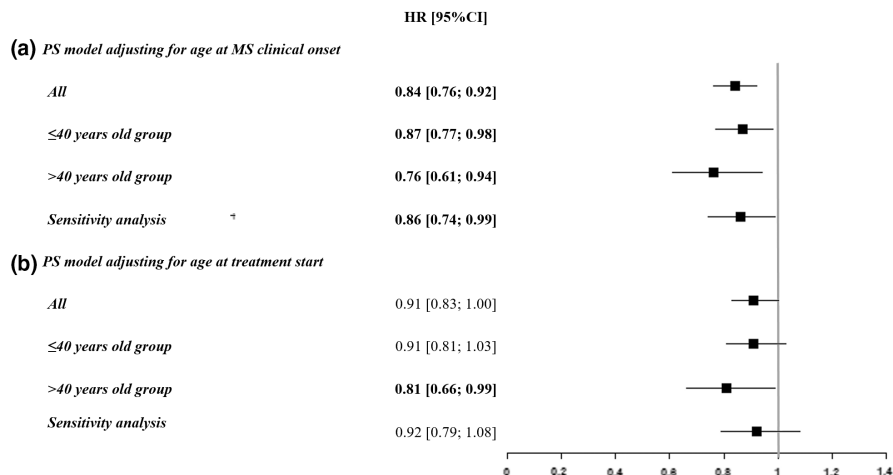 HR [95%CI]
(a) PS model adjusting for age at MS clinical onset
All 0.84 [0.76; 0.92]
≤40 years old group 0.87 [0.77; 0.98]
>40 years old group 0.76 [0.61; 0.94]
Sensitivity analysis 0.86 [0.74; 0.99]
(b) PS model adjusting for age at treatment start
All 0.91 [0.83; 1.00]
≤40 years old group 0.91 [0.81; 1.03]
>40 years old group 0.81 [0.66; 0.99]
Sensitivity analysis 0.92 [0.79; 1.08]
0 0.2 0.4 0.6 0.8 1 1.2 1.4